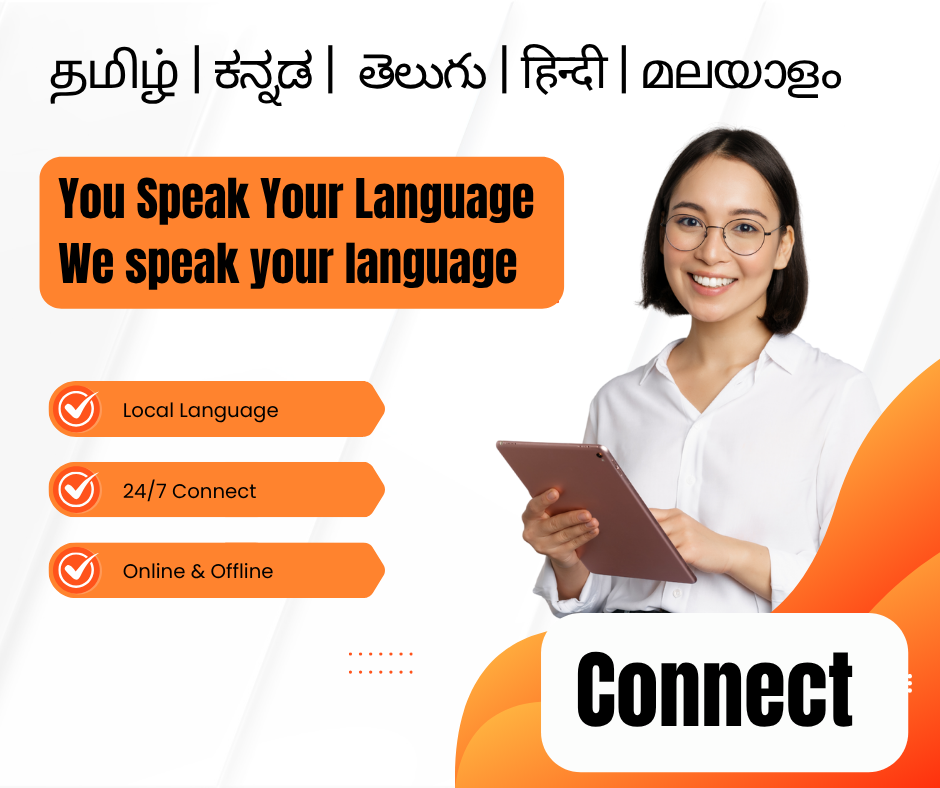 தமிழ் | ಕನ್ನಡ | తెలుగు | हिन्दी | മലയാളം
You Speak Your Language
We speak your language
Local Language
24/7 Connect
Online & Offline
Connect